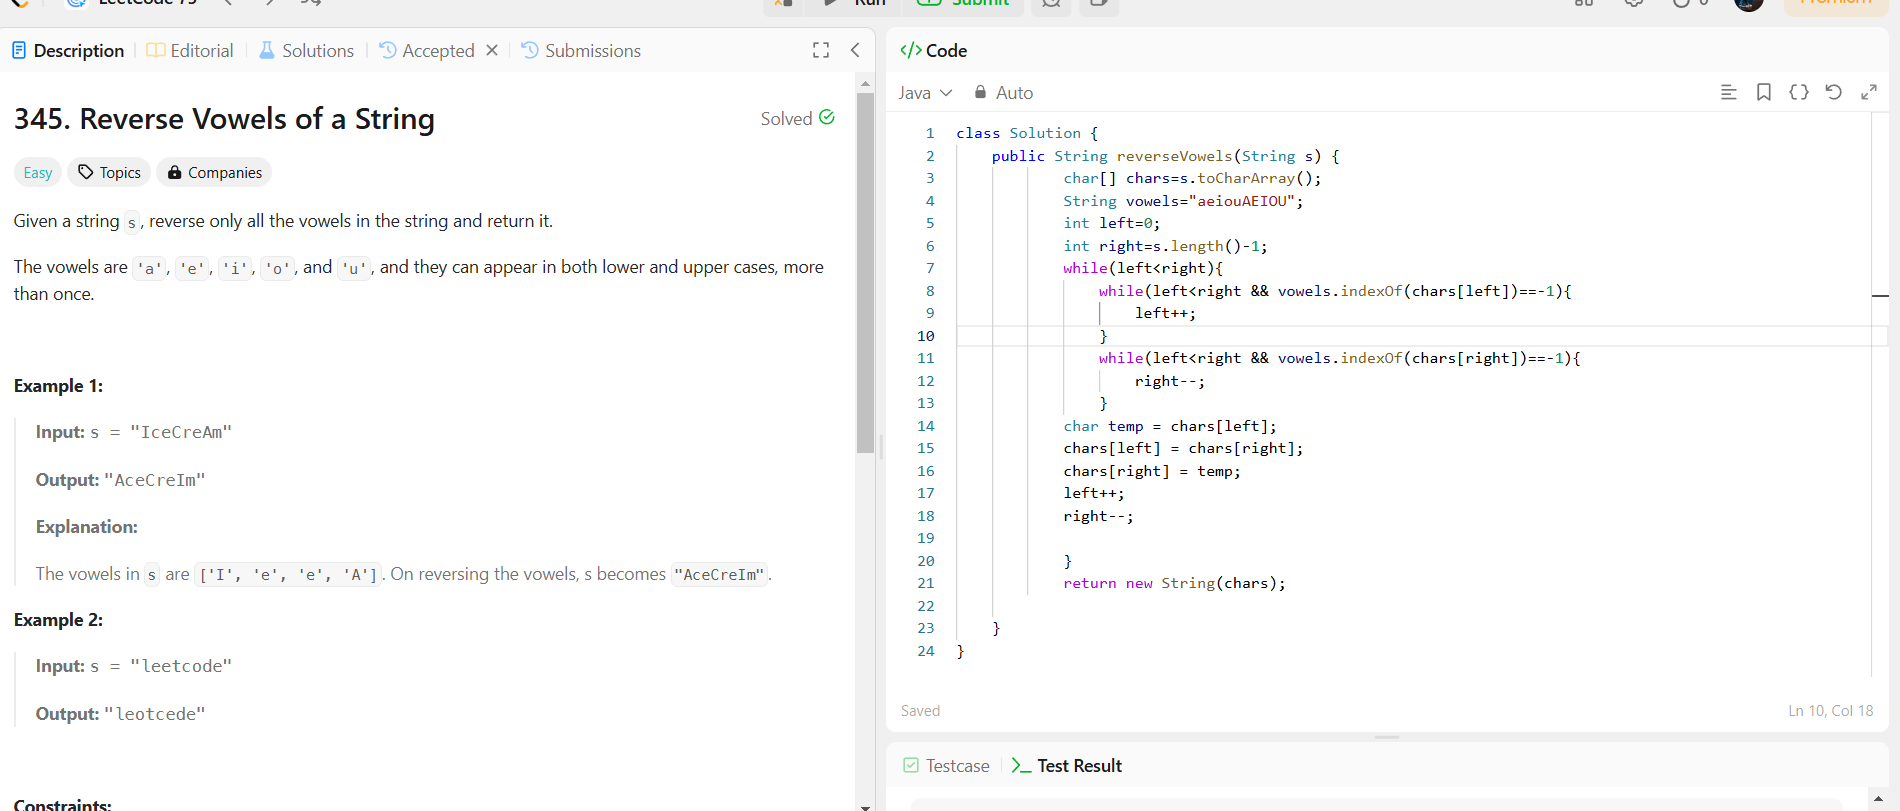 LeetCode 75
Run
Submit
0
Premium
Description
Editorial
Solutions
Accepted
Submissions
345. Reverse Vowels of a String
Solved
Easy
Topics
Companies
Given a string s, reverse only all the vowels in the string and return it.
The vowels are 'a', 'e', 'i', 'o', and 'u', and they can appear in both lower and upper cases, more
than once.
Example 1:
Input: s = "IceCreAm"
Output: "AceCreIm"
Explanation:
The vowels in s are ['I', 'e', 'e', 'A']. On reversing the vowels, s becomes "AceCreIm".
Example 2:
Input: s = "leetcode"
Output: "leotcede"
Constraints:
</> Code
Java
Auto
1 class Solution {
2 public String reverseVowels(String s) {
3 char[] chars=s.toCharArray();
4 String vowels="aeiouAEIOU";
5 int left=0;
6 int right=s.length()-1;
7 while(left<right){
8 while(left<right && vowels.indexOf(chars[left])==-1){
9 left++;
10 }
11 while(left<right && vowels.indexOf(chars[right])==-1){
12 right--;
13 }
14 char temp = chars[left];
15 chars[left] = chars[right];
16 chars[right] = temp;
17 left++;
18 right--;
19
20 }
21 return new String(chars);
22
23 }
24 }
Saved
Ln 10, Col 18
Testcase
Test Result